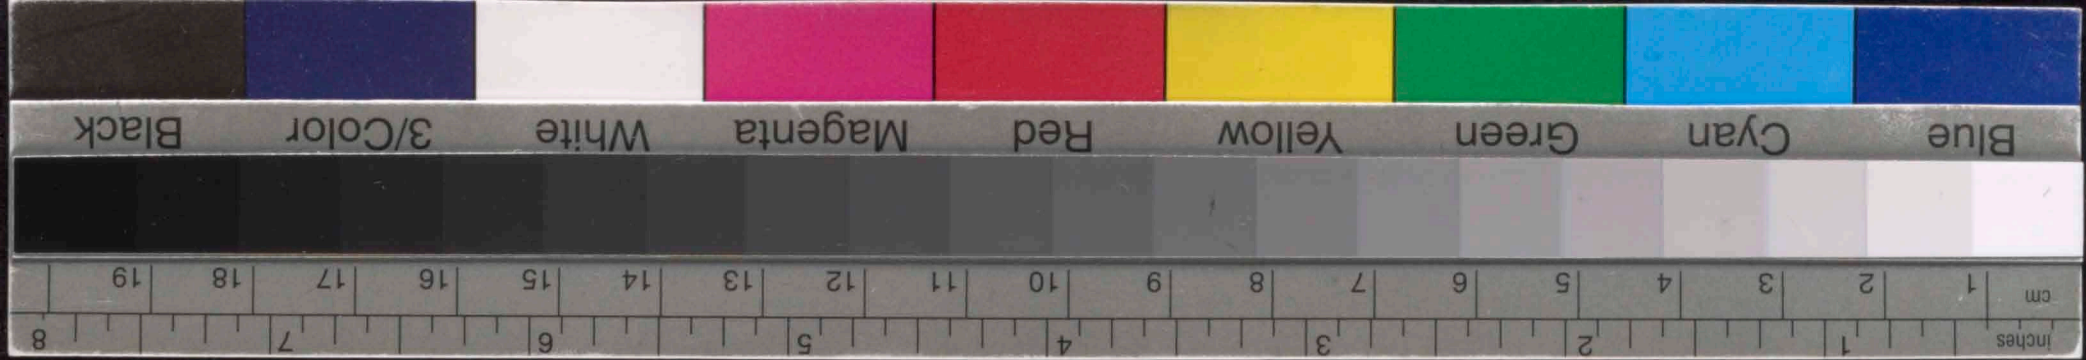 inches 1 2 3 4 5 6 7 8
cm 1 2 3 4 5 6 7 8 9 10 11 12 13 14 15 16 17 18 19
Blue Cyan Green Yellow Red Magenta White 3/Color Black